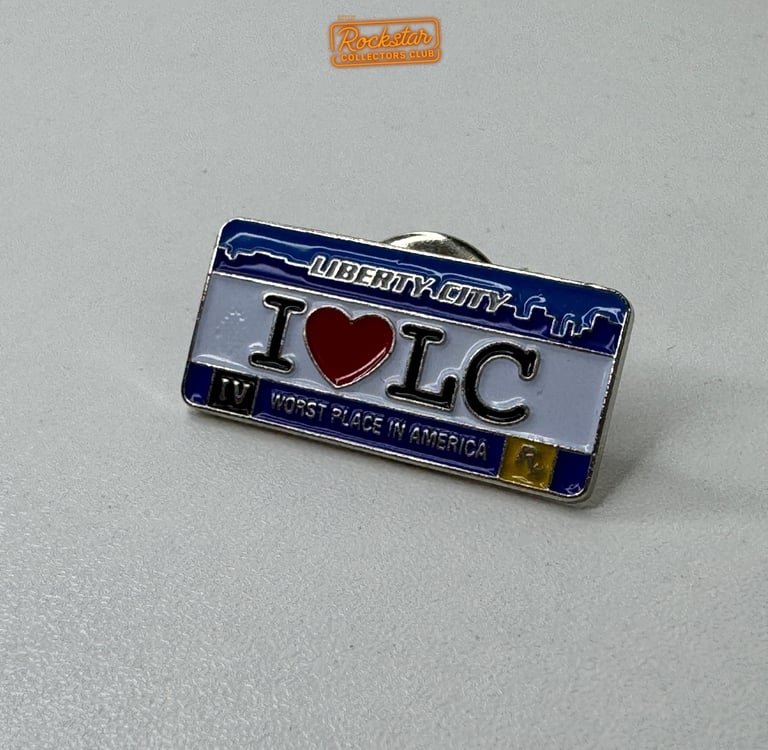 Rockstar
COLLECTORS CLUB
LIBERTY CITY
I ❤ LC
IV WORST PLACE IN AMERICA R★